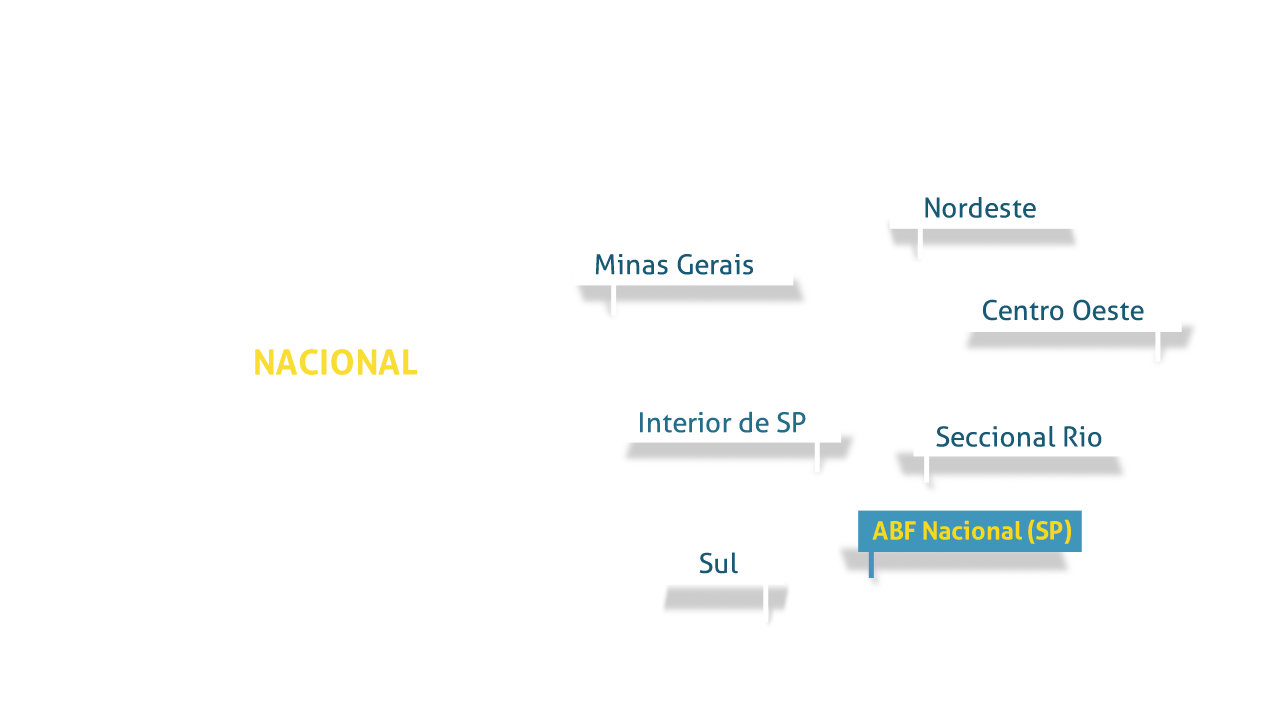 Nordeste
Minas Gerais
Centro Oeste
NACIONAL
Interior de SP
Seccional Rio
ABF Nacional (SP)
Sul